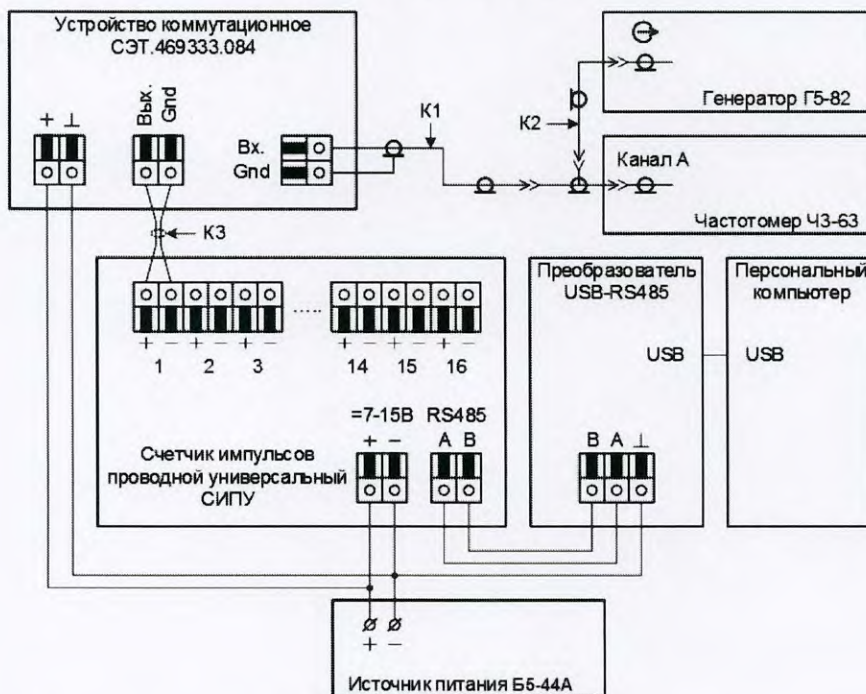 Устройство коммутационное
СЭТ.469333.084
+ ⊥
Вых.
Gnd
Вх.
Gnd
К1
К2
К3
Генератор Г5-82
Канал А
Частотомер Ч3-63
+ − + − + − ..... + − + − + −
1 2 3 14 15 16
=7-15В RS485
+ − A B
Счетчик импульсов
проводной универсальный
СИПУ
Преобразователь
USB-RS485
USB
B A ⊥
Персональный
компьютер
USB
+ −
Источник питания Б5-44А